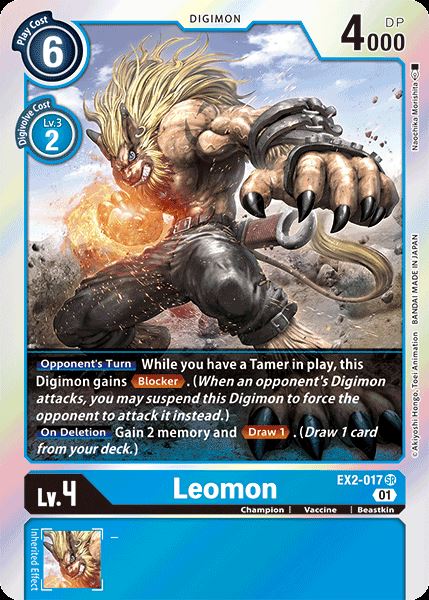 DIGIMON
Play Cost
6
DP
4000
Digivolve Cost
Lv.3
2
Naochika Morishita
©Akiyoshi Hongo, Toei Animation BANDAI MADE IN JAPAN
Opponent's Turn While you have a Tamer in play, this
Digimon gains Blocker . (When an opponent's Digimon
attacks, you may suspend this Digimon to force the
opponent to attack it instead.)
On Deletion Gain 2 memory and Draw 1 . (Draw 1 card
from your deck.)
EX2-017 SR
Lv.4
Leomon
01
Champion | Vaccine | Beastkin
Inherited Effect
–